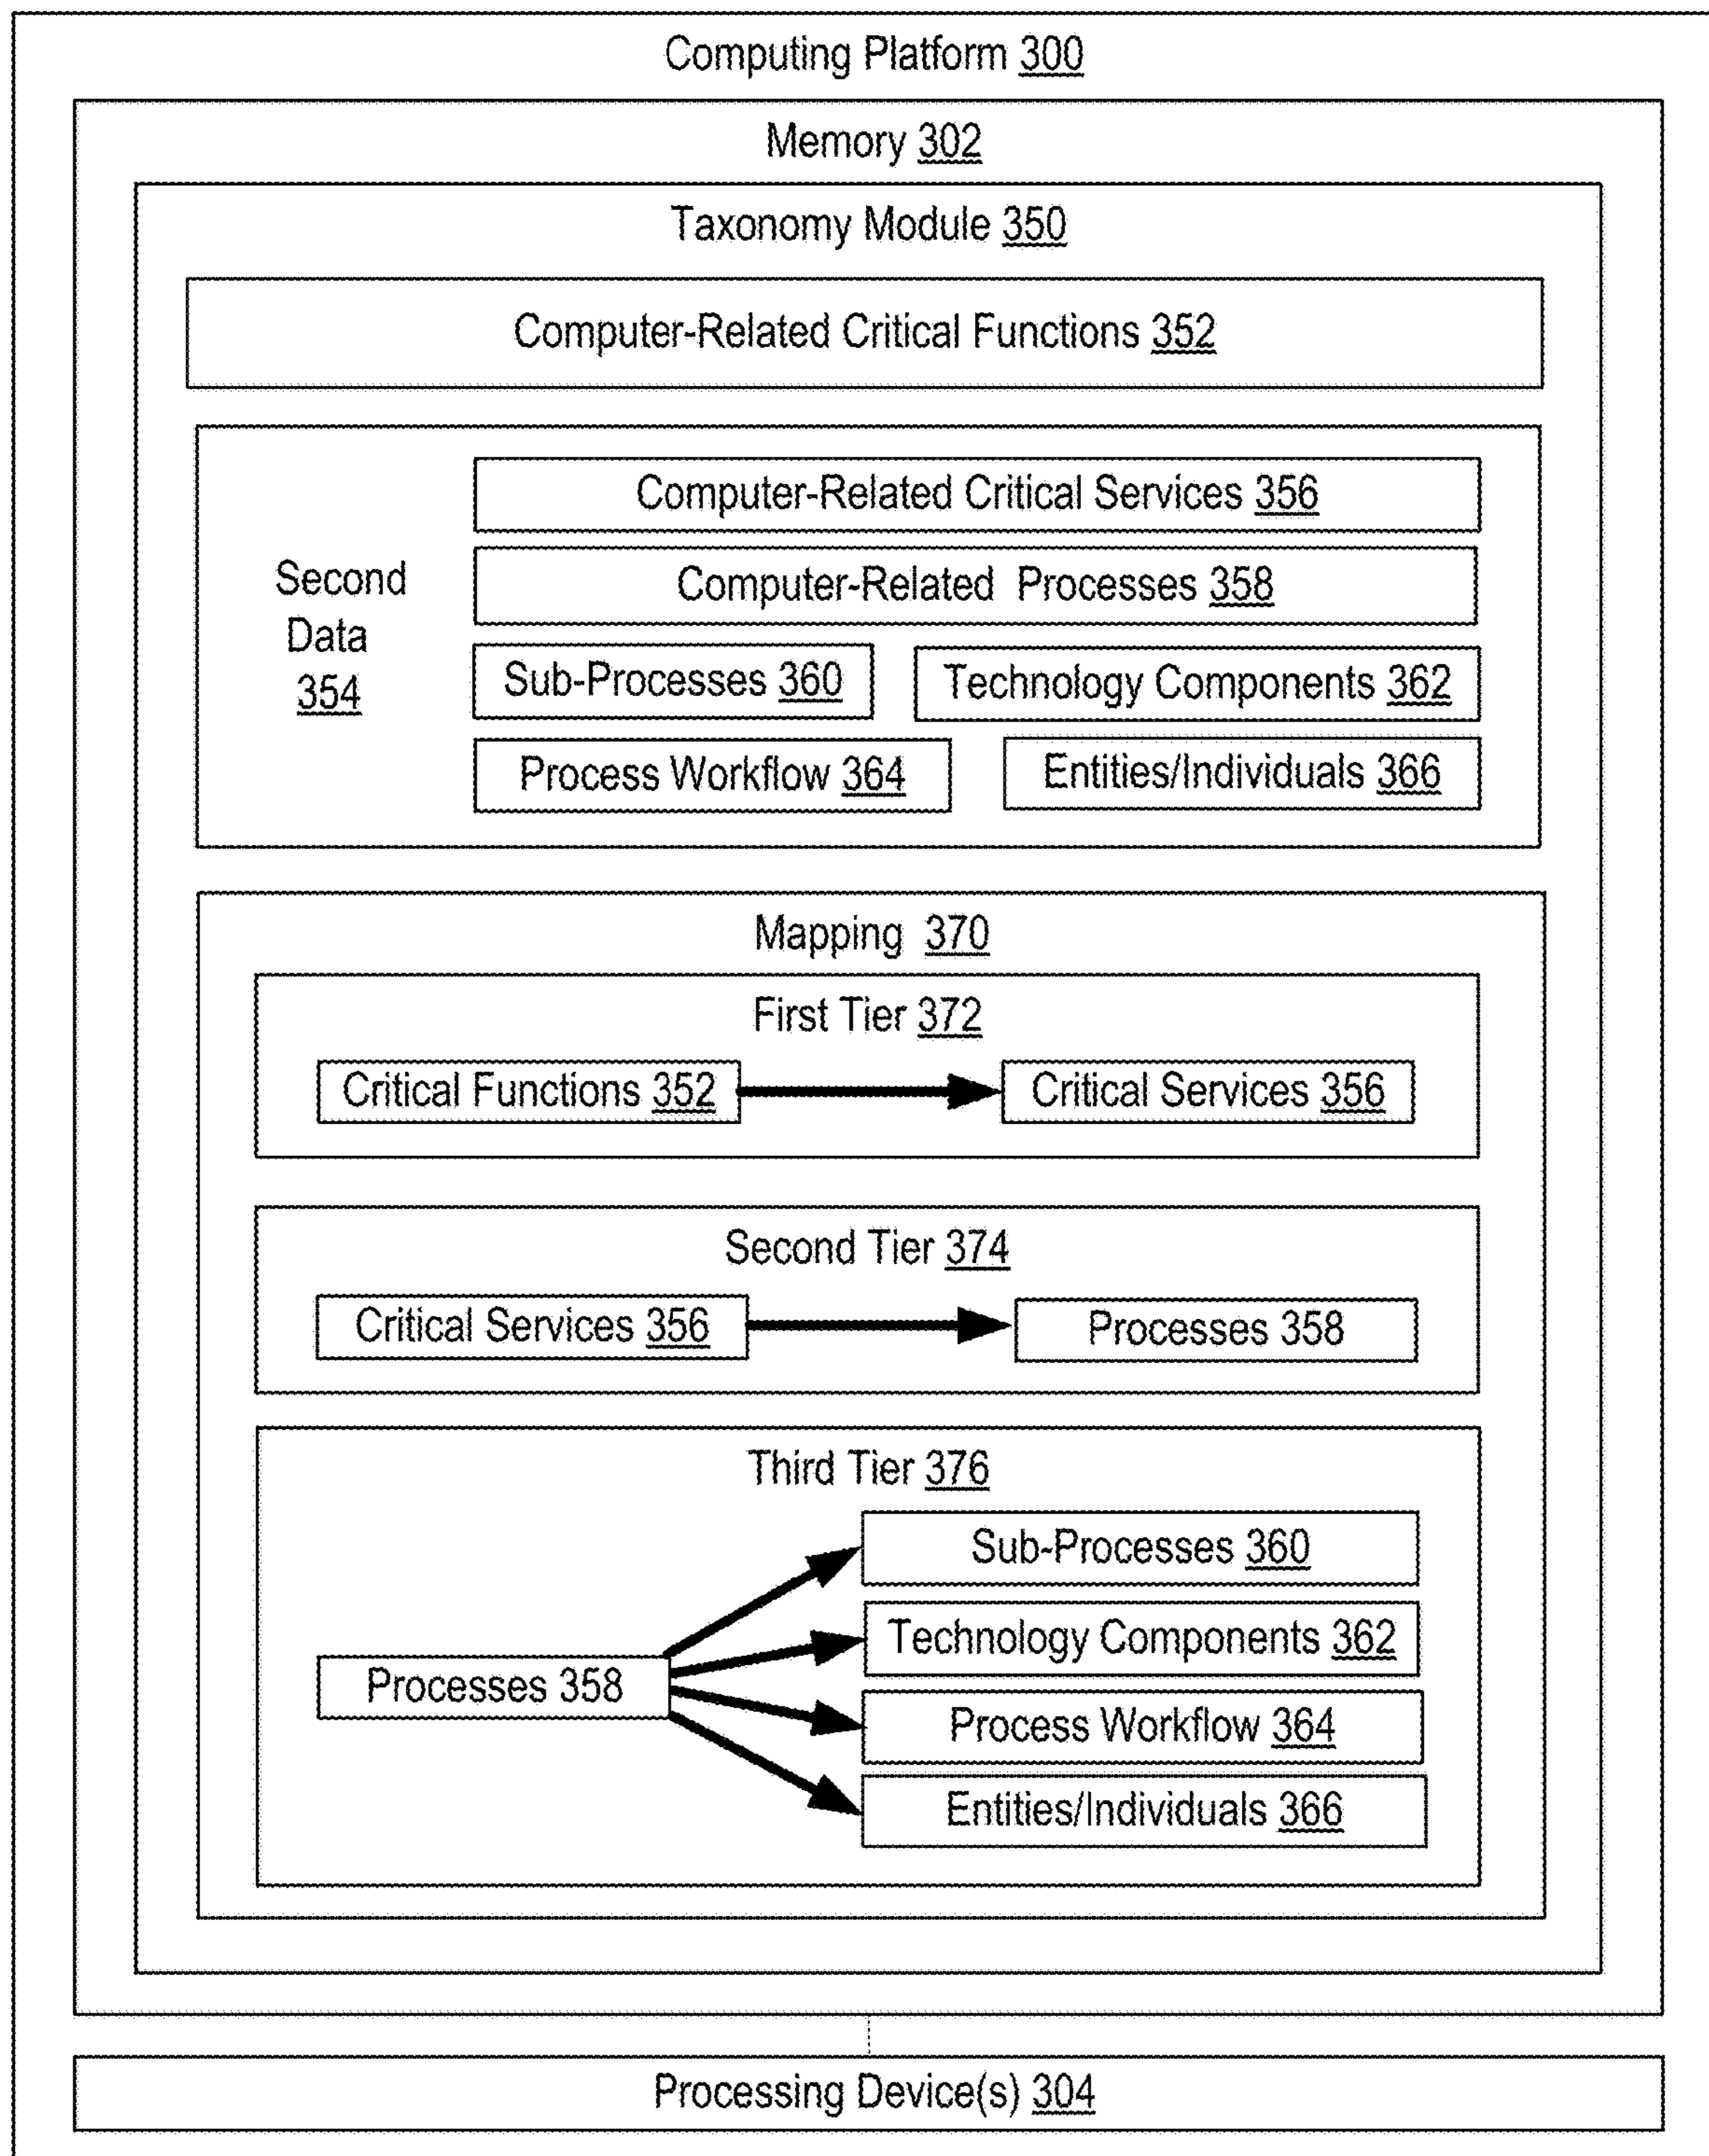 Computing Platform 300
Memory 302
Taxonomy Module 350
Computer-Related Critical Functions 352
Second
Data
354
Computer-Related Critical Services 356
Computer-Related Processes 358
Sub-Processes 360
Technology Components 362
Process Workflow 364
Entities/Individuals 366
Mapping 370
First Tier 372
Critical Functions 352
Critical Services 356
Second Tier 374
Critical Services 356
Processes 358
Third Tier 376
Processes 358
Sub-Processes 360
Technology Components 362
Process Workflow 364
Entities/Individuals 366
Processing Device(s) 304